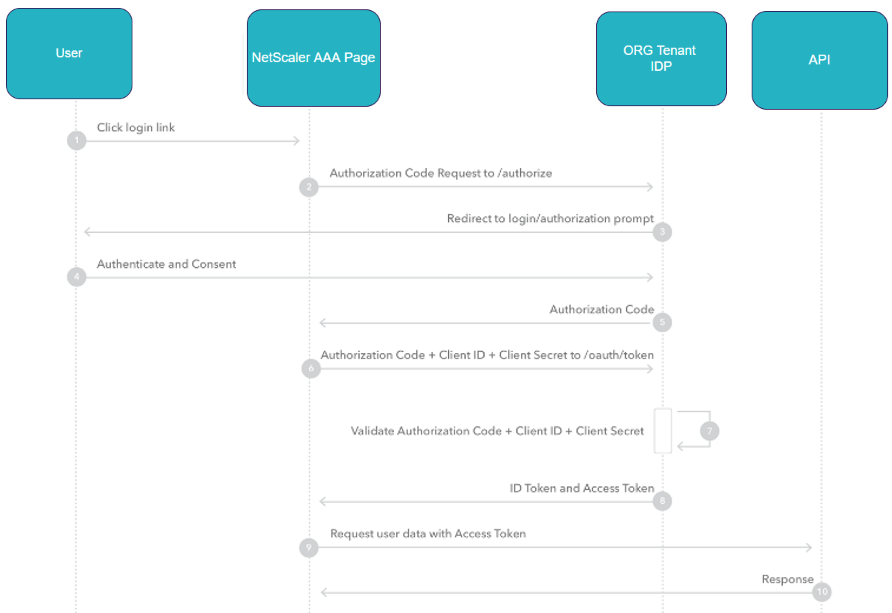 User
NetScaler AAA Page
ORG Tenant
IDP
API
Click login link
1
Authorization Code Request to /authorize
2
Redirect to login/authorization prompt
3
Authenticate and Consent
4
Authorization Code
5
Authorization Code + Client ID + Client Secret to /oauth/token
6
Validate Authorization Code + Client ID + Client Secret
7
ID Token and Access Token
8
Request user data with Access Token
9
Response
10